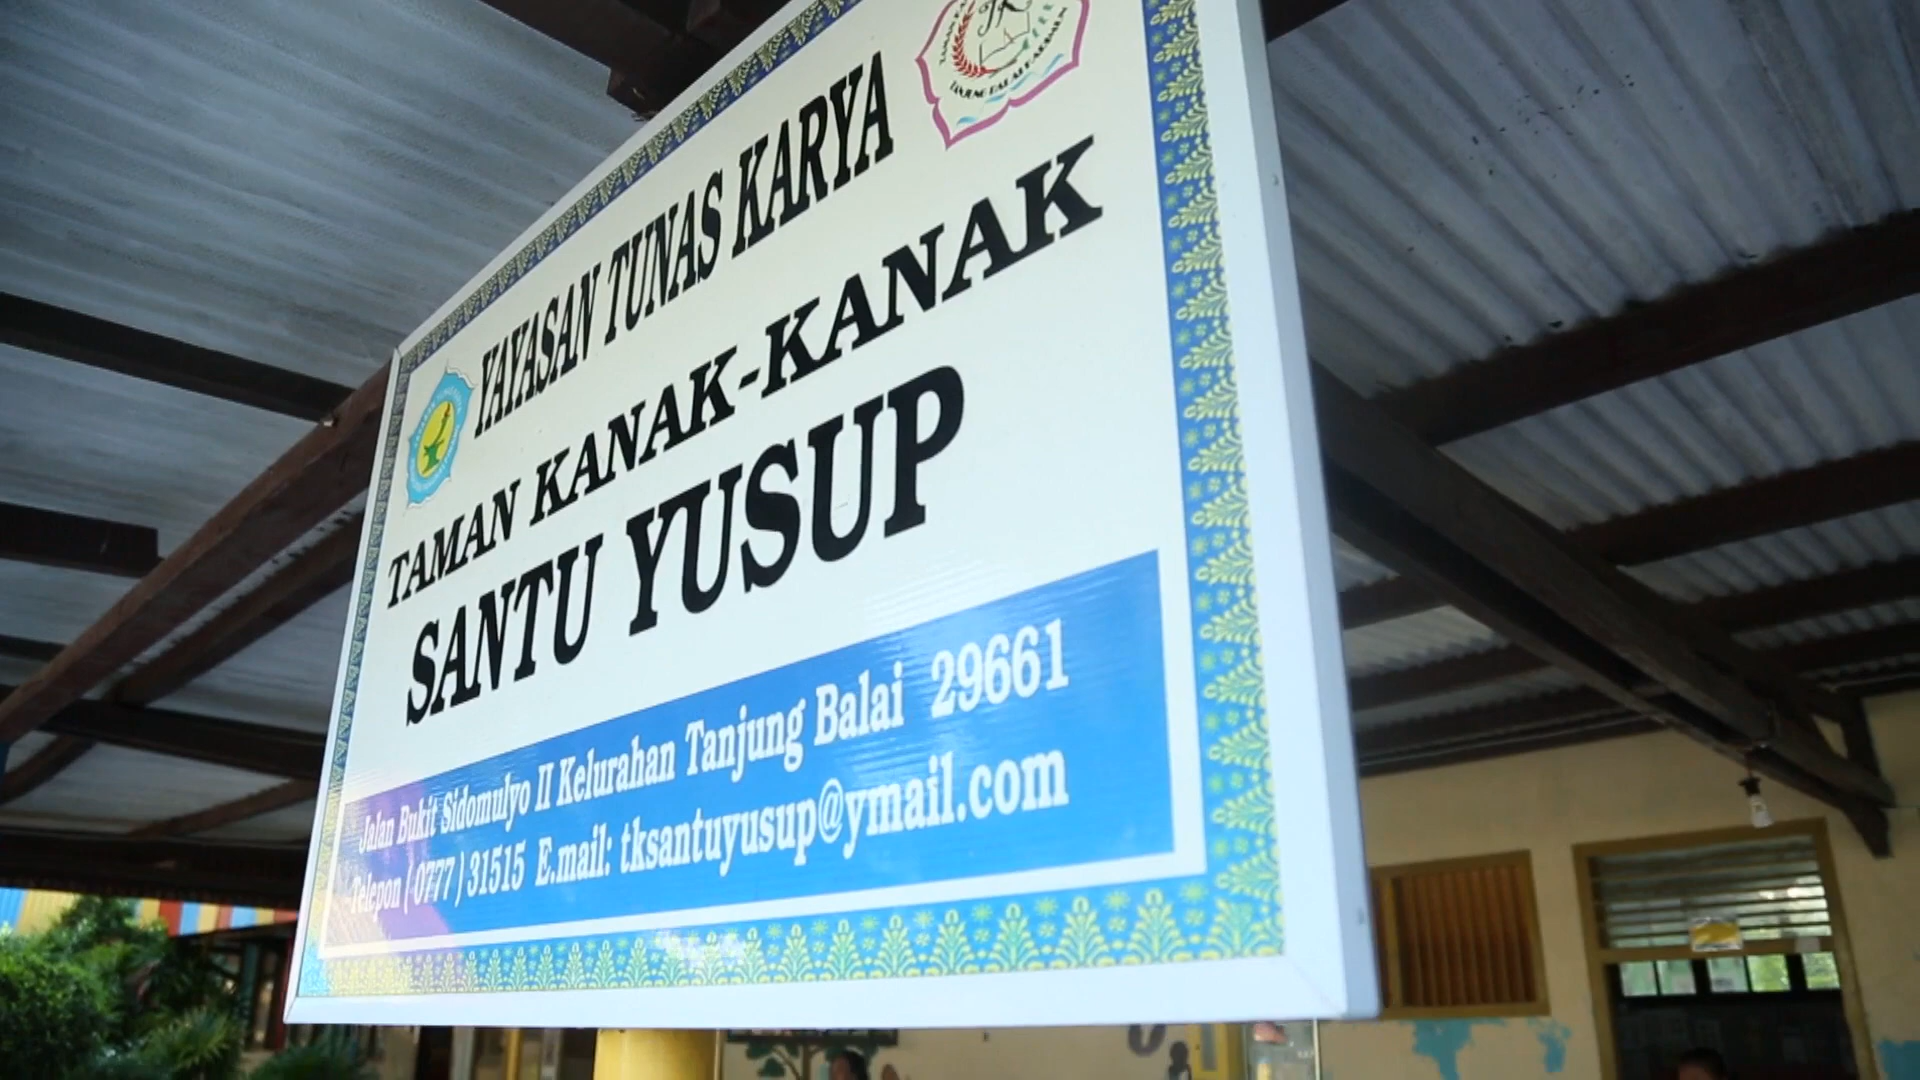 YAYASAN TUNAS KARYA
TAMAN KANAK-KANAK
SANTU YUSUP
Jalan Bukit Sidomulyo II Kelurahan Tanjung Balai 29661
Telepon ( 0777 ) 31515 E.mail: tksantuyusup@ymail.com